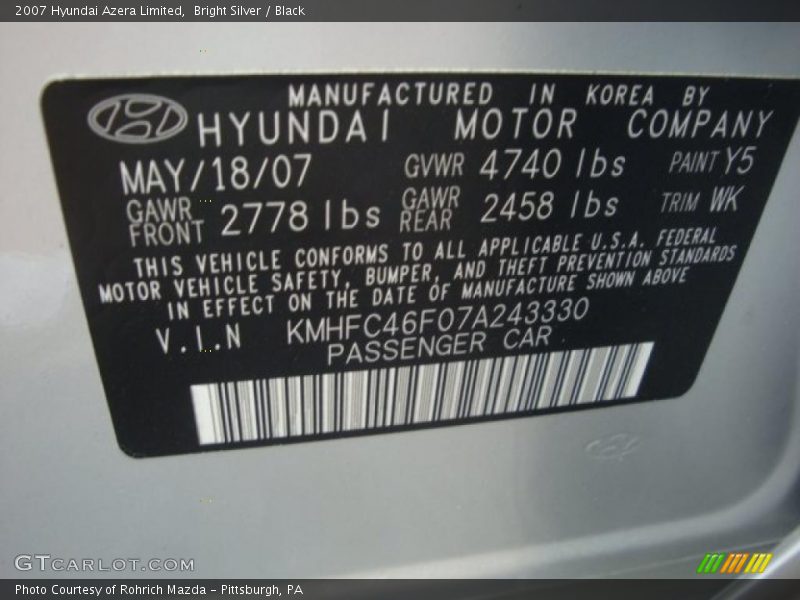 2007 Hyundai Azera Limited, Bright Silver / Black
MANUFACTURED IN KOREA BY
HYUNDAI MOTOR COMPANY
MAY/18/07 GVWR 4740 lbs PAINT Y5
GAWR FRONT 2778 lbs GAWR REAR 2458 lbs TRIM WK
THIS VEHICLE CONFORMS TO ALL APPLICABLE U.S.A. FEDERAL
MOTOR VEHICLE SAFETY, BUMPER, AND THEFT PREVENTION STANDARDS
IN EFFECT ON THE DATE OF MANUFACTURE SHOWN ABOVE
V.I.N KMHFC46F07A243330
PASSENGER CAR
GTCARLOT.COM
Photo Courtesy of Rohrich Mazda - Pittsburgh, PA